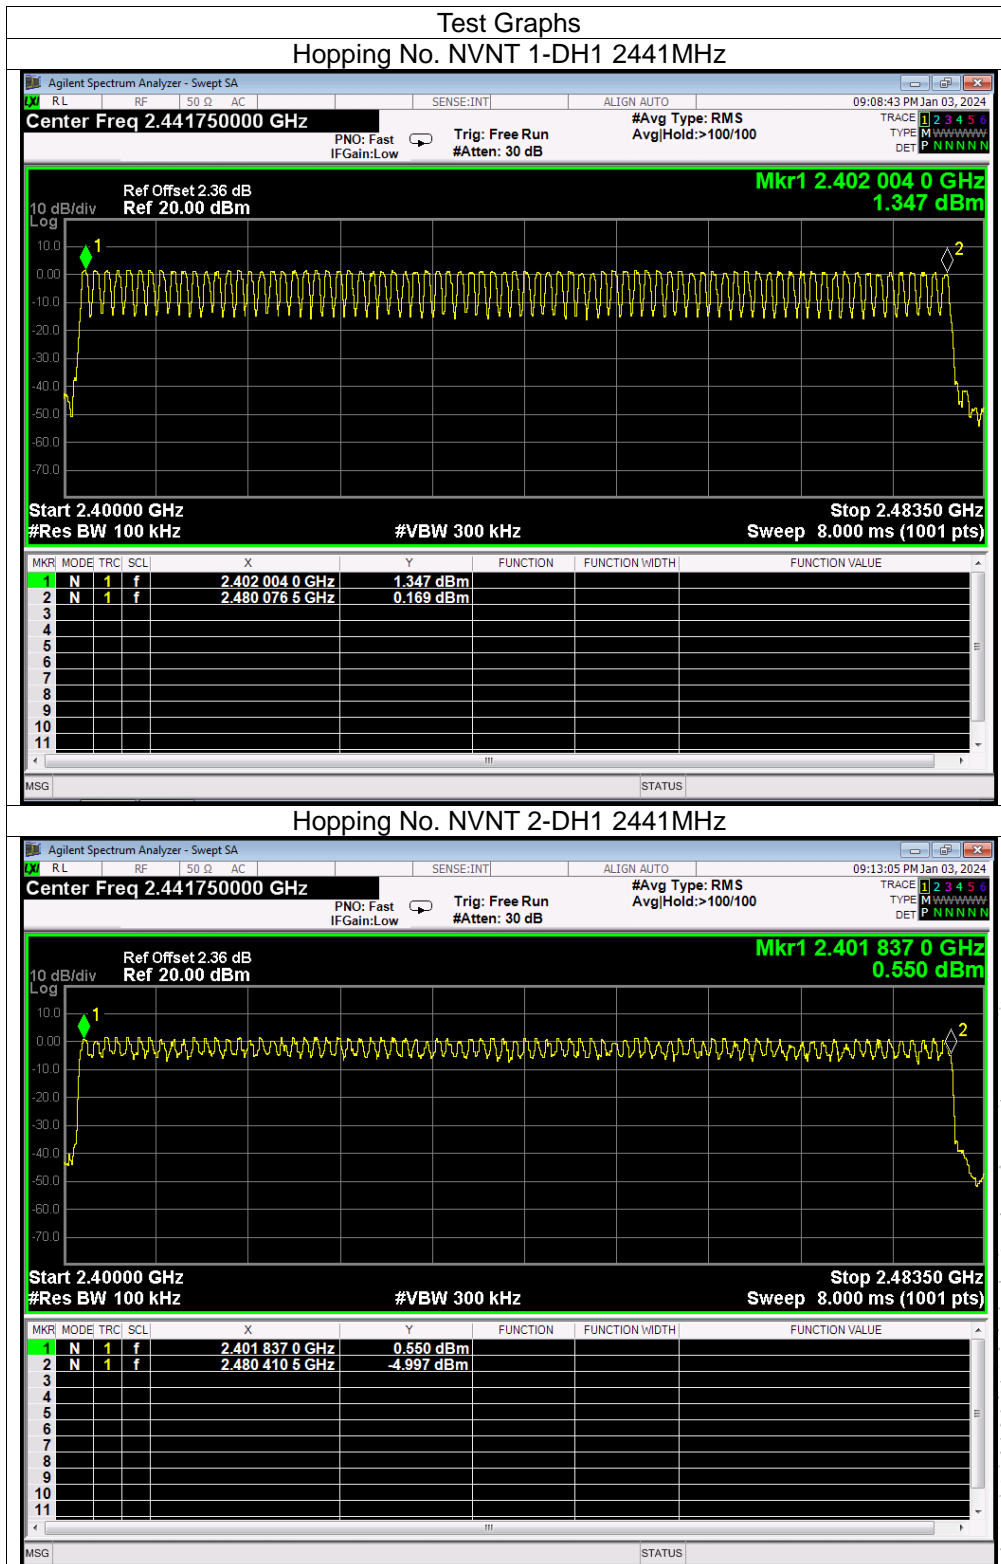 Test Graphs
Hopping No. NVNT 1-DH1 2441MHz
Agilent Spectrum Analyzer - Swept SA
LXI RL RF 50 Ω AC SENSE:INT ALIGN AUTO 09:08:43 PM Jan 03, 2024
Center Freq 2.441750000 GHz #Avg Type: RMS TRACE 1 2 3 4 5 6
PNO: Fast Trig: Free Run Avg|Hold:>100/100 TYPE M WWWWW
IFGain:Low #Atten: 30 dB DET P N N N N N
Mkr1 2.402 004 0 GHz
1.347 dBm
Ref Offset 2.36 dB
10 dB/div Ref 20.00 dBm
Log
10.0
1
2
0.00
-10.0
-20.0
-30.0
-40.0
-50.0
-60.0
-70.0
Start 2.40000 GHz Stop 2.48350 GHz
#Res BW 100 kHz #VBW 300 kHz Sweep 8.000 ms (1001 pts)
MKR MODE TRC SCL X Y FUNCTION FUNCTION WIDTH FUNCTION VALUE
1 N 1 f 2.402 004 0 GHz 1.347 dBm
2 N 1 f 2.480 076 5 GHz 0.169 dBm
3
4
5
6
7
8
9
10
11
MSG STATUS
Hopping No. NVNT 2-DH1 2441MHz
Agilent Spectrum Analyzer - Swept SA
LXI RL RF 50 Ω AC SENSE:INT ALIGN AUTO 09:13:05 PM Jan 03, 2024
Center Freq 2.441750000 GHz #Avg Type: RMS TRACE 1 2 3 4 5 6
PNO: Fast Trig: Free Run Avg|Hold:>100/100 TYPE M WWWWW
IFGain:Low #Atten: 30 dB DET P N N N N N
Mkr1 2.401 837 0 GHz
0.550 dBm
Ref Offset 2.36 dB
10 dB/div Ref 20.00 dBm
Log
10.0
1
2
0.00
-10.0
-20.0
-30.0
-40.0
-50.0
-60.0
-70.0
Start 2.40000 GHz Stop 2.48350 GHz
#Res BW 100 kHz #VBW 300 kHz Sweep 8.000 ms (1001 pts)
MKR MODE TRC SCL X Y FUNCTION FUNCTION WIDTH FUNCTION VALUE
1 N 1 f 2.401 837 0 GHz 0.550 dBm
2 N 1 f 2.480 410 5 GHz -4.997 dBm
3
4
5
6
7
8
9
10
11
MSG STATUS